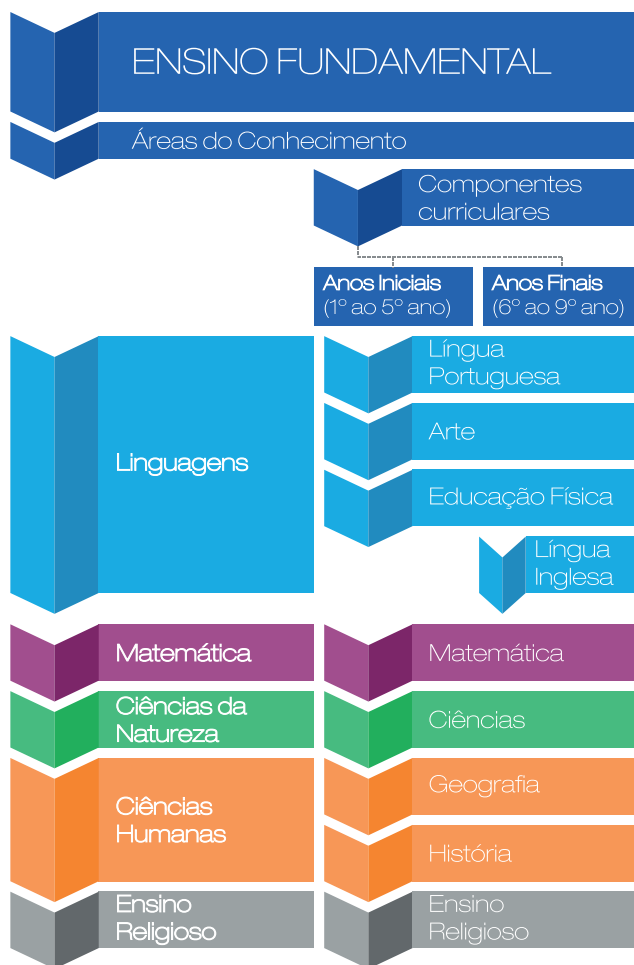 ENSINO FUNDAMENTAL
Áreas do Conhecimento
Componentes
curriculares
Anos Iniciais
(1º ao 5º ano)
Anos Finais
(6º ao 9º ano)
Linguagens
Língua
Portuguesa
Arte
Educação Física
Língua
Inglesa
Matemática
Matemática
Ciências da
Natureza
Ciências
Ciências
Humanas
Geografia
História
Ensino
Religioso
Ensino
Religioso